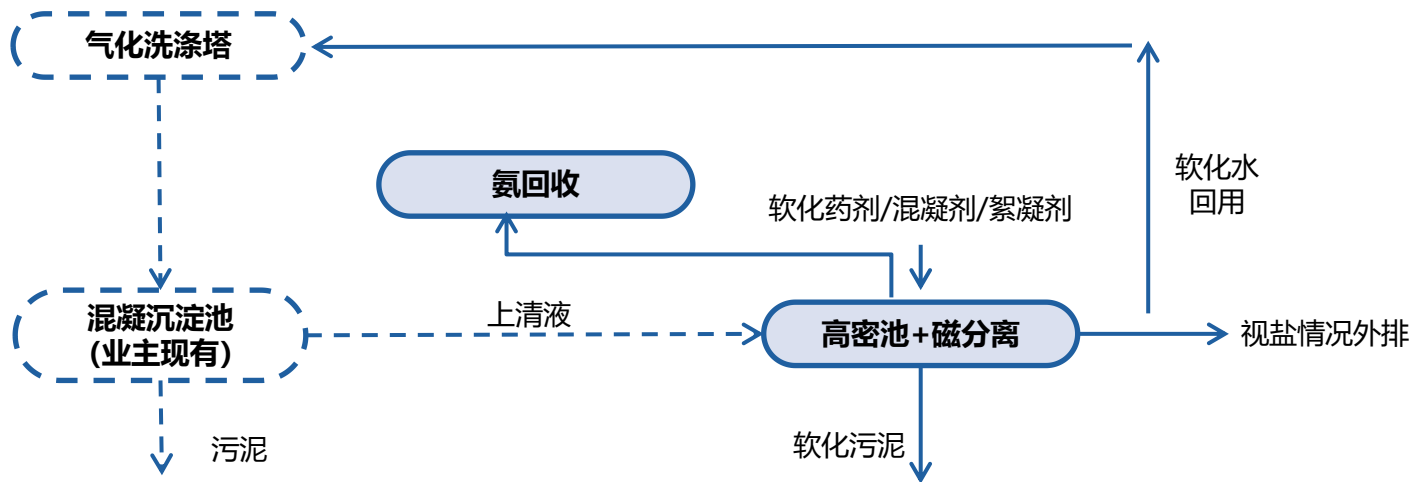 气化洗涤塔
氨回收
软化水
回用
软化药剂/混凝剂/絮凝剂
混凝沉淀池
(业主现有)
上清液
高密池+磁分离
视盐情况外排
污泥
软化污泥